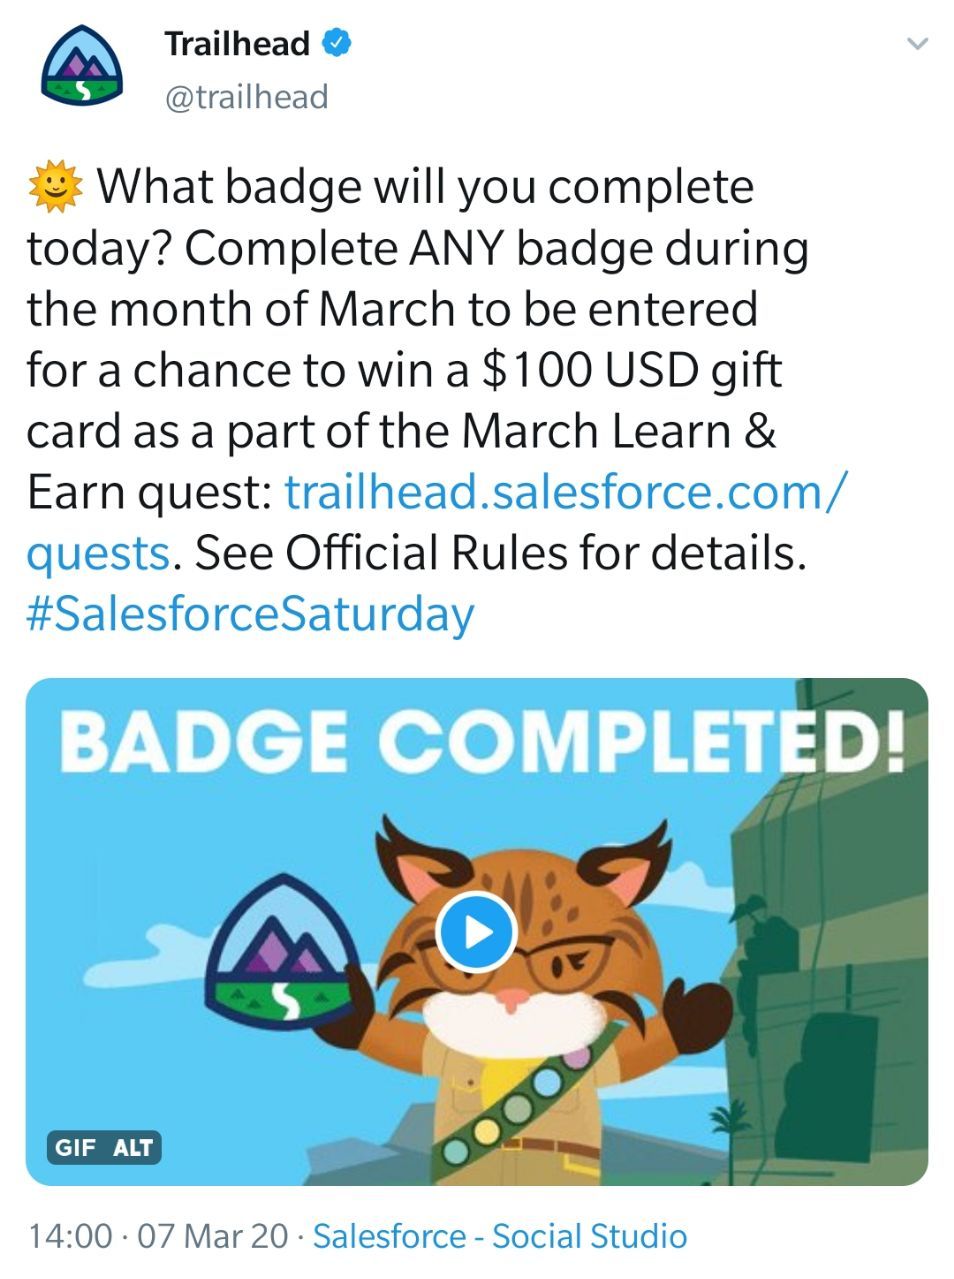 Trailhead
@trailhead
🌞 What badge will you complete
today? Complete ANY badge during
the month of March to be entered
for a chance to win a $100 USD gift
card as a part of the March Learn &
Earn quest: trailhead.salesforce.com/
quests. See Official Rules for details.
#SalesforceSaturday
BADGE COMPLETED!
GIF ALT
14:00 · 07 Mar 20 · Salesforce - Social Studio